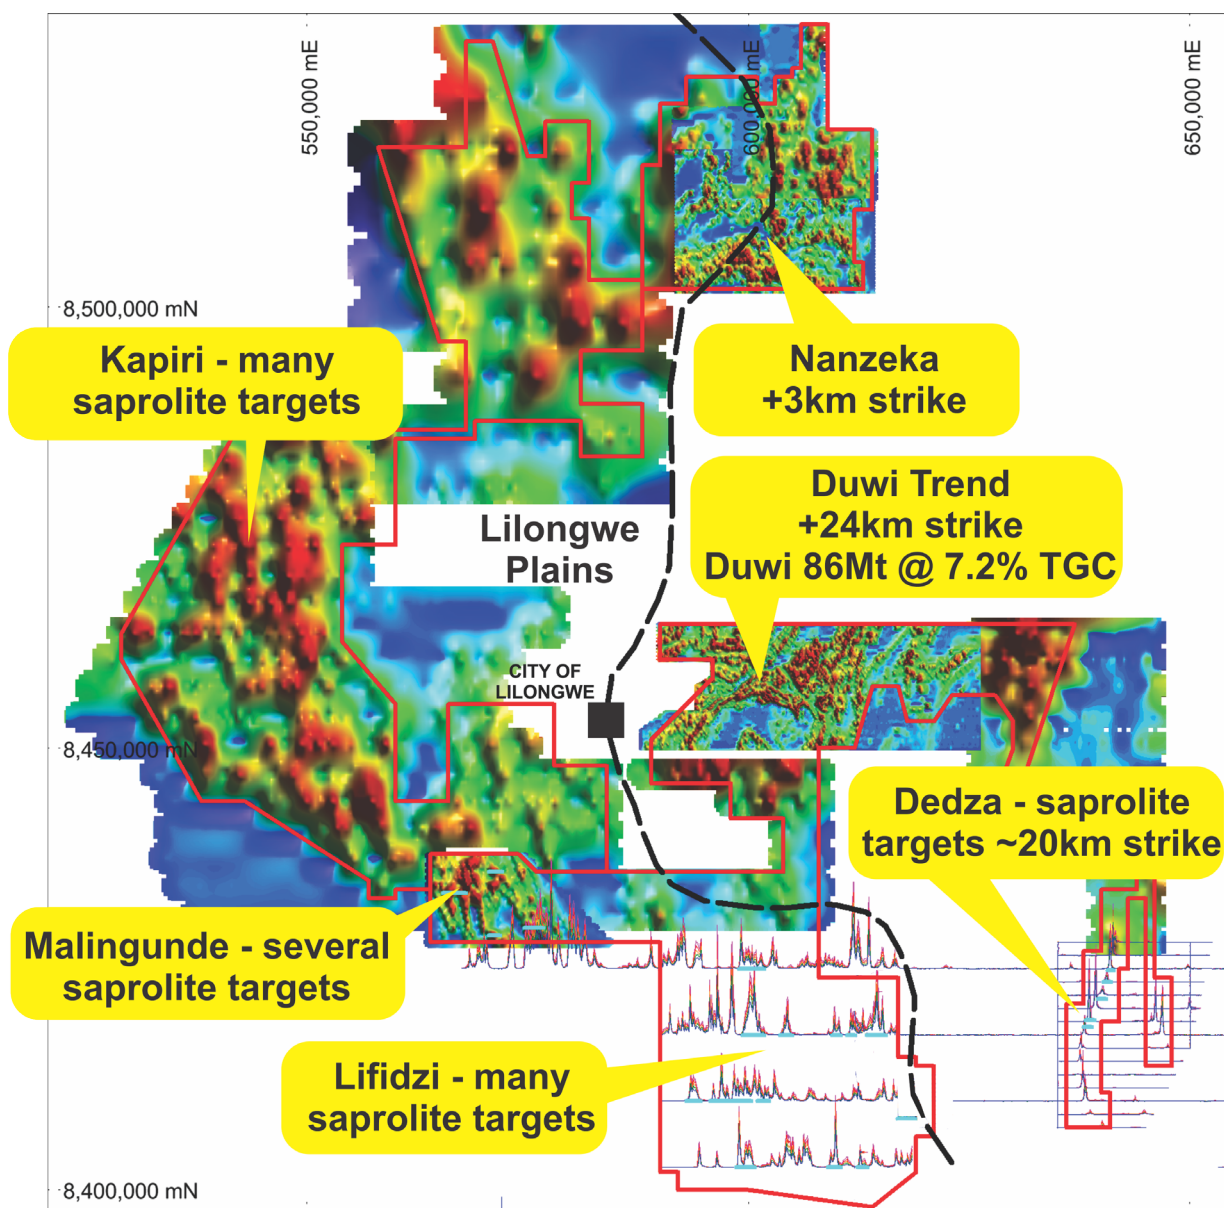 550,000 mE
600,000 mE
650,000 mE
8,500,000 mN
Kapiri - many
saprolite targets
Nanzeka
+3km strike
Duwi Trend
+24km strike
Duwi 86Mt @ 7.2% TGC
Lilongwe
Plains
CITY OF
LILONGWE
8,450,000 mN
Dedza - saprolite
targets ~20km strike
Malingunde - several
saprolite targets
Lifidzi - many
saprolite targets
8,400,000 mN